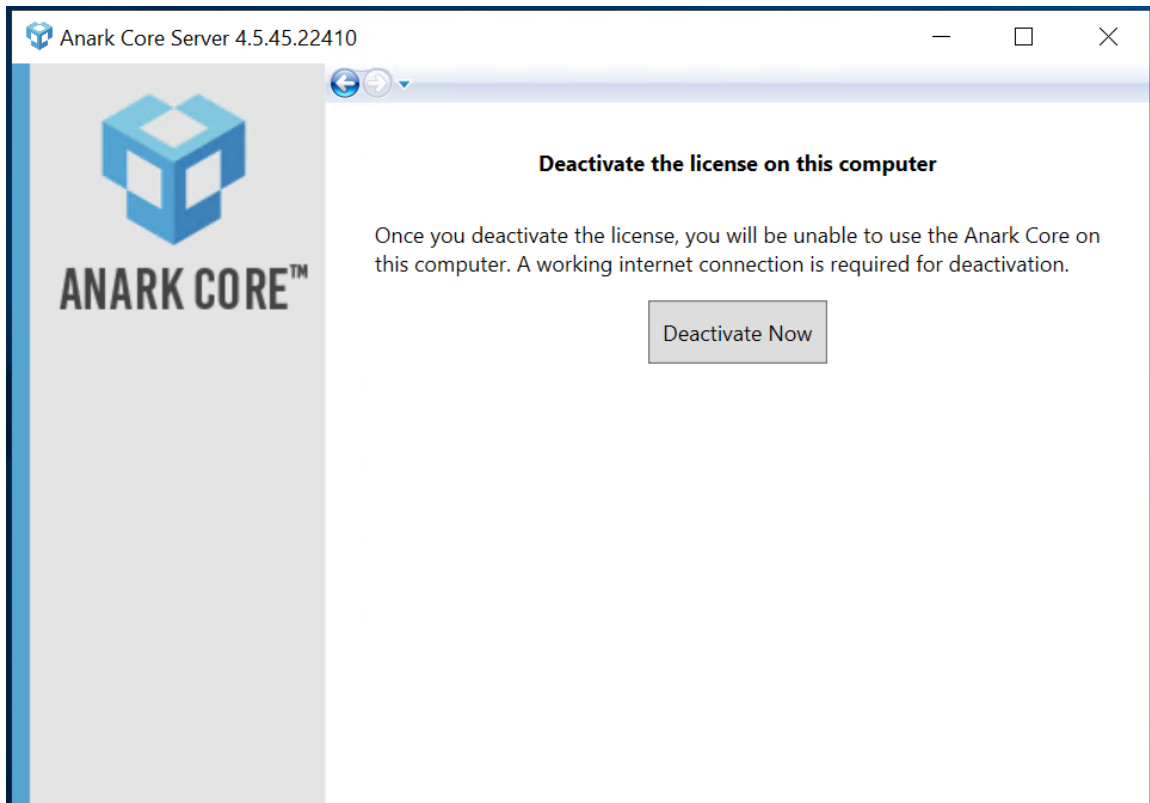 Anark Core Server 4.5.45.22410
ANARK CORE™
Deactivate the license on this computer
Once you deactivate the license, you will be unable to use the Anark Core on
this computer. A working internet connection is required for deactivation.
Deactivate Now